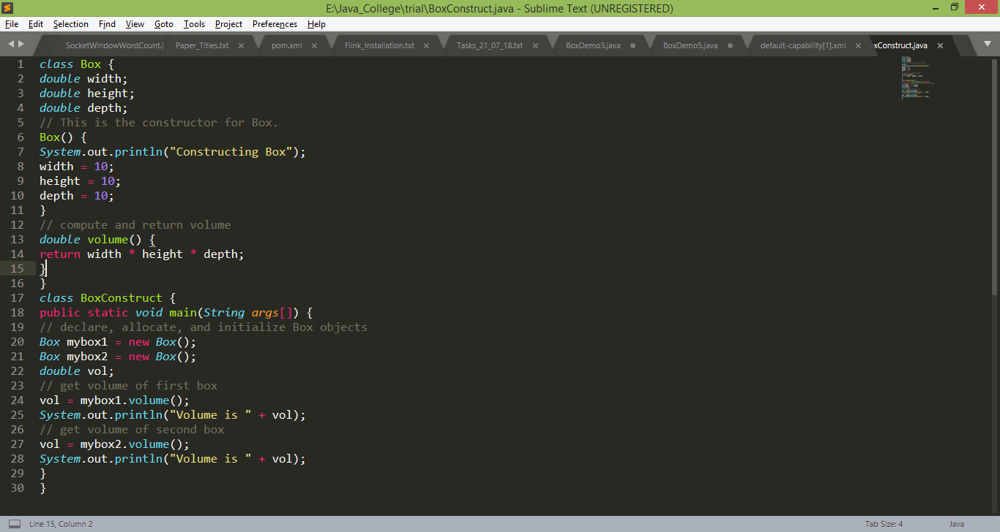 E:\Java_College\trial\BoxConstruct.java - Sublime Text (UNREGISTERED)
File Edit Selection Find View Goto Tools Project Preferences Help
SocketWindowWordCount.j Paper_Titles.txt pom.xml Flink_Installation.txt Tasks_21_07_18.txt BoxDemo3.java BoxDemo5.java default-capability[1].xml xConstruct.java
1 class Box {
2 double width;
3 double height;
4 double depth;
5 // This is the constructor for Box.
6 Box() {
7 System.out.println("Constructing Box");
8 width = 10;
9 height = 10;
10 depth = 10;
11 }
12 // compute and return volume
13 double volume() {
14 return width * height * depth;
15 }
16 }
17 class BoxConstruct {
18 public static void main(String args[]) {
19 // declare, allocate, and initialize Box objects
20 Box mybox1 = new Box();
21 Box mybox2 = new Box();
22 double vol;
23 // get volume of first box
24 vol = mybox1.volume();
25 System.out.println("Volume is " + vol);
26 // get volume of second box
27 vol = mybox2.volume();
28 System.out.println("Volume is " + vol);
29 }
30 }
Line 15, Column 2 Tab Size: 4 Java